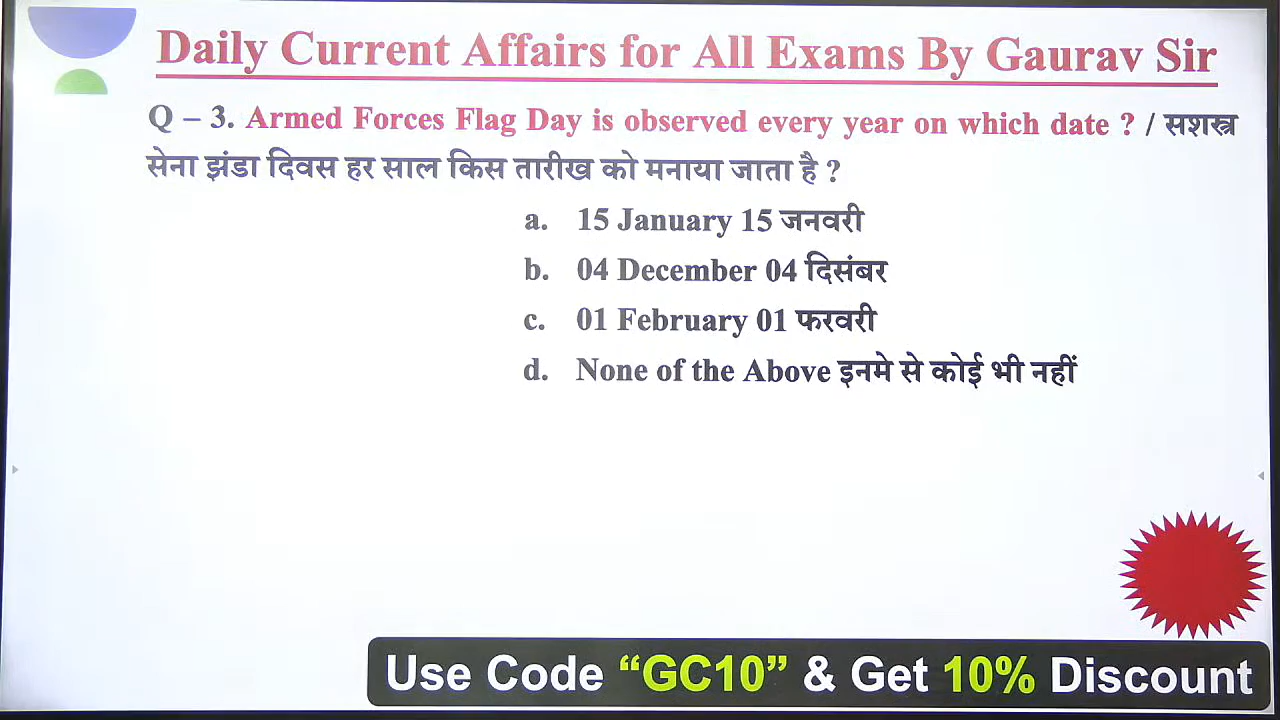 Daily Current Affairs for All Exams By Gaurav Sir
Q – 3. Armed Forces Flag Day is observed every year on which date ? / सशस्त्र
सेना झंडा दिवस हर साल किस तारीख को मनाया जाता है ?
a. 15 January 15 जनवरी
b. 04 December 04 दिसंबर
c. 01 February 01 फरवरी
d. None of the Above इनमे से कोई भी नहीं
Use Code “GC10” & Get 10% Discount